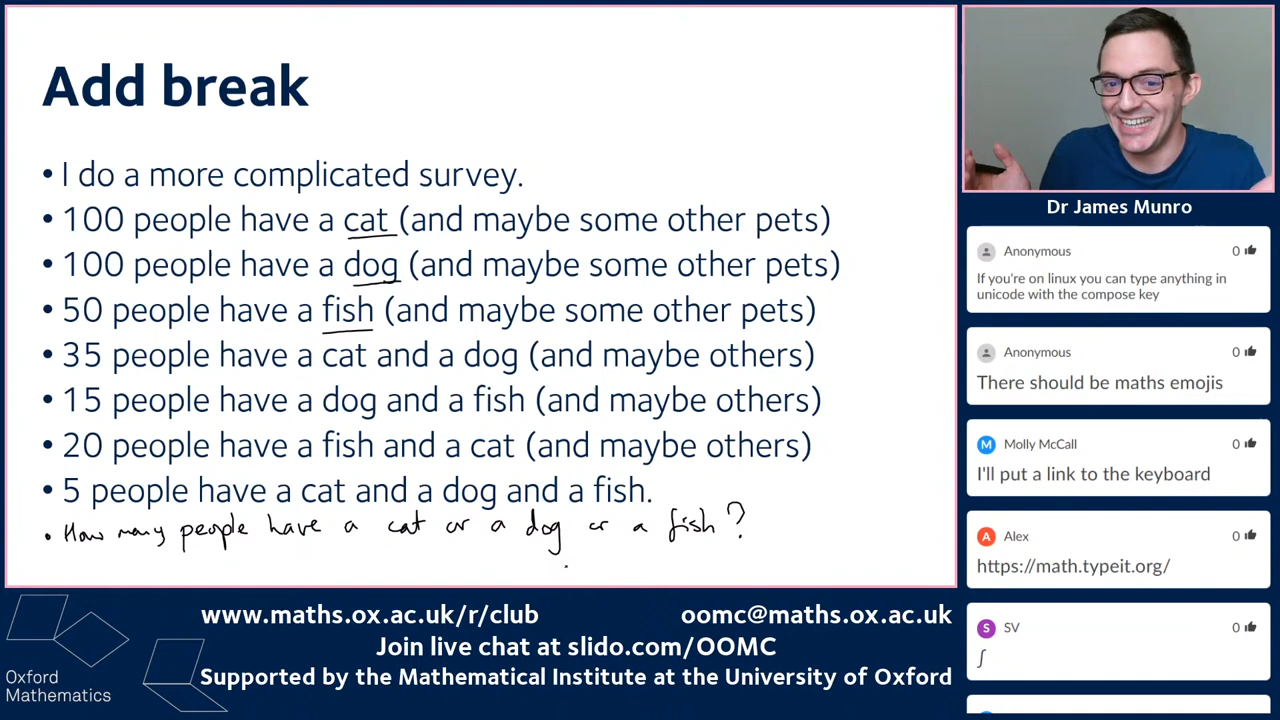 Add break
• I do a more complicated survey.
• 100 people have a cat (and maybe some other pets)
• 100 people have a dog (and maybe some other pets)
• 50 people have a fish (and maybe some other pets)
• 35 people have a cat and a dog (and maybe others)
• 15 people have a dog and a fish (and maybe others)
• 20 people have a fish and a cat (and maybe others)
• 5 people have a cat and a dog and a fish.
• How many people have a cat or a dog or a fish?
Dr James Munro
Anonymous
0
If you're on linux you can type anything in
unicode with the compose key
Anonymous
0
There should be maths emojis
M
Molly McCall
0
I'll put a link to the keyboard
A
Alex
0
https://math.typeit.org/
S
SV
0
∫
www.maths.ox.ac.uk/r/club
oomc@maths.ox.ac.uk
Join live chat at slido.com/OOMC
Supported by the Mathematical Institute at the University of Oxford
Oxford
Mathematics